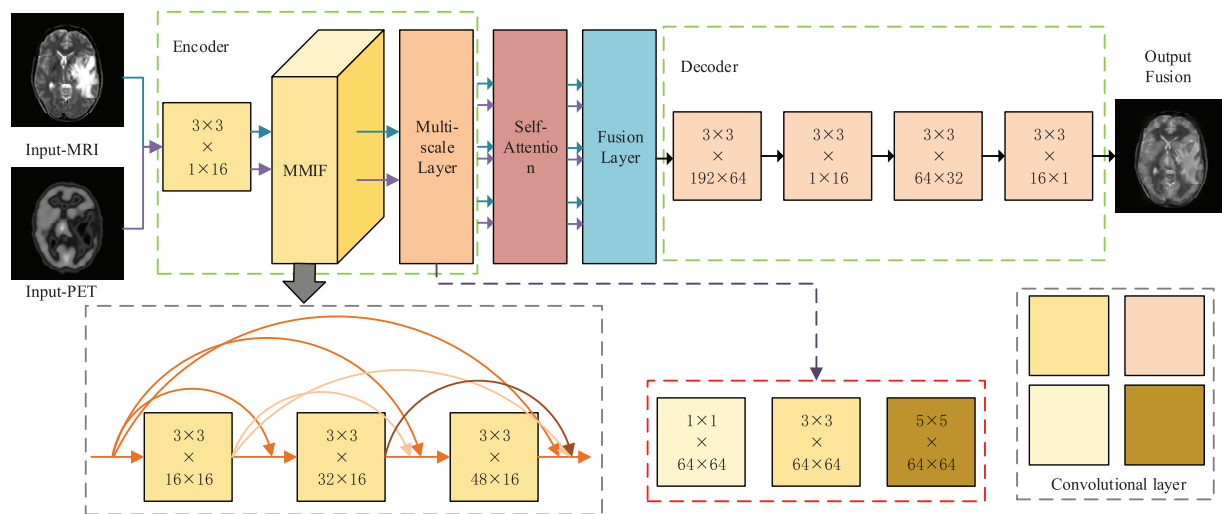 Input-MRI
Input-PET
Encoder
3×3
×
1×16
MMIF
Multi-
scale
Layer
Self-
Attentio
n
Fusion
Layer
Decoder
3×3
×
192×64
3×3
×
1×16
3×3
×
64×32
3×3
×
16×1
Output
Fusion
3×3
×
16×16
3×3
×
32×16
3×3
×
48×16
1×1
×
64×64
3×3
×
64×64
5×5
×
64×64
Convolutional layer